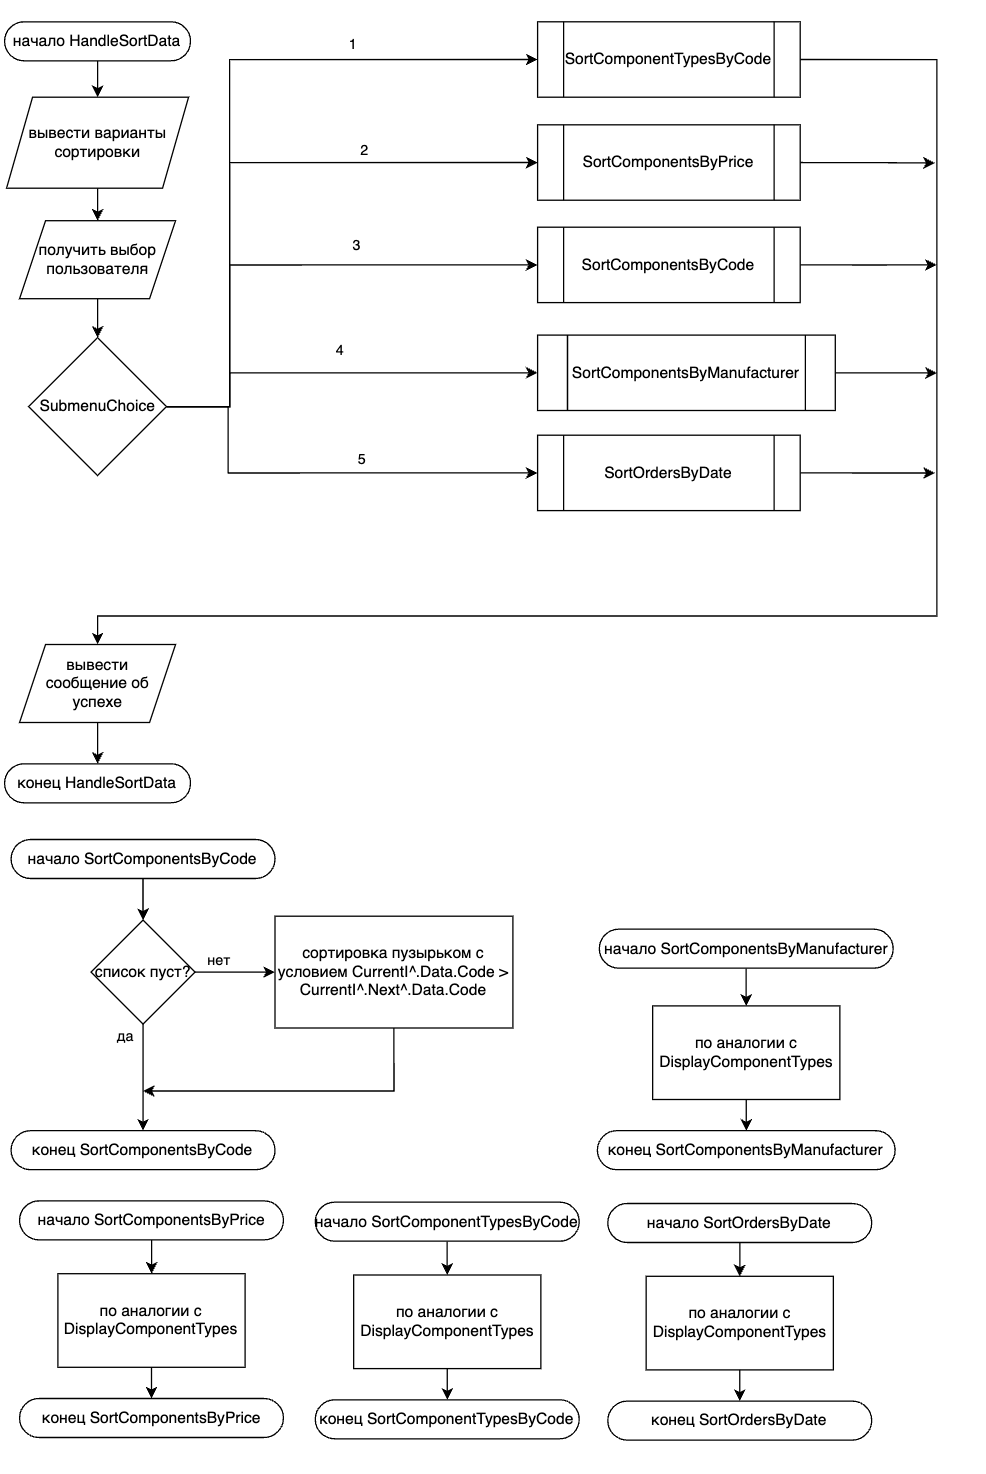 начало HandleSortData
вывести варианты
сортировки
получить выбор
пользователя
SubmenuChoice
1
SortComponentTypesByCode
2
SortComponentsByPrice
3
SortComponentsByCode
4
SortComponentsByManufacturer
5
SortOrdersByDate
вывести
сообщение об
успехе
конец HandleSortData
начало SortComponentsByCode
список пуст?
нет
да
сортировка пузырьком с
условием CurrentI^.Data.Code >
CurrentI^.Next^.Data.Code
конец SortComponentsByCode
начало SortComponentsByManufacturer
по аналогии с
DisplayComponentTypes
конец SortComponentsByManufacturer
начало SortComponentsByPrice
по аналогии с
DisplayComponentTypes
конец SortComponentsByPrice
начало SortComponentTypesByCode
по аналогии с
DisplayComponentTypes
конец SortComponentTypesByCode
начало SortOrdersByDate
по аналогии с
DisplayComponentTypes
конец SortOrdersByDate